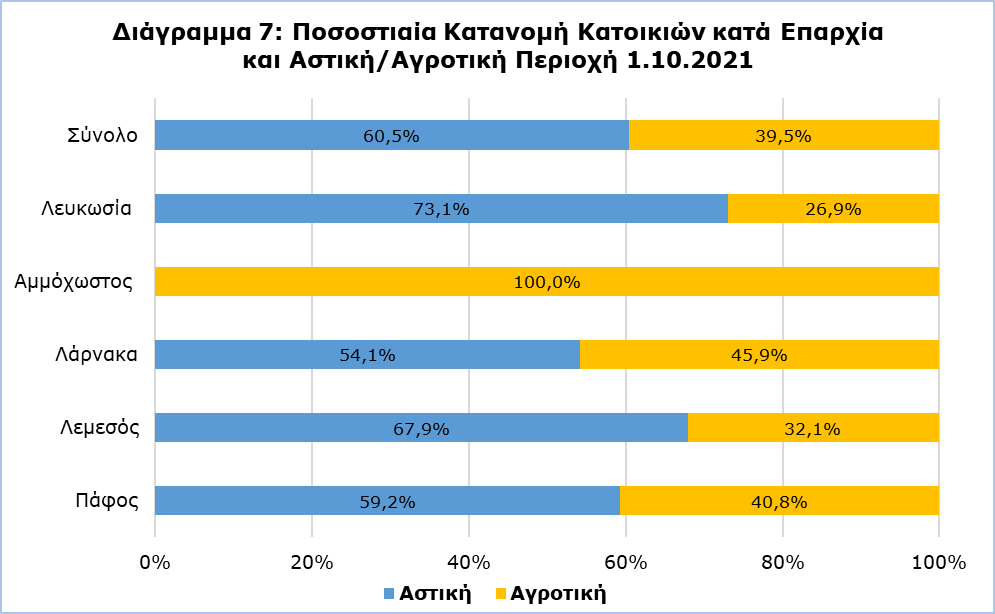 Διάγραμμα 7: Ποσοστιαία Κατανομή Κατοικιών κατά Επαρχία
και Αστική/Αγροτική Περιοχή 1.10.2021
Σύνολο 60,5% 39,5%
Λευκωσία 73,1% 26,9%
Αμμόχωστος 100,0%
Λάρνακα 54,1% 45,9%
Λεμεσός 67,9% 32,1%
Πάφος 59,2% 40,8%
0% 20% 40% 60% 80% 100%
Αστική Αγροτική